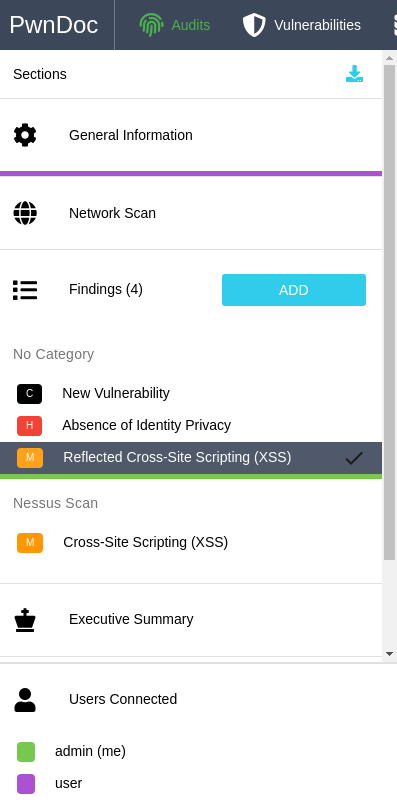 PwnDoc Audits Vulnerabilities
Sections
General Information
Network Scan
Findings (4) ADD
No Category
C New Vulnerability
H Absence of Identity Privacy
M Reflected Cross-Site Scripting (XSS)
Nessus Scan
M Cross-Site Scripting (XSS)
Executive Summary
Users Connected
admin (me)
user